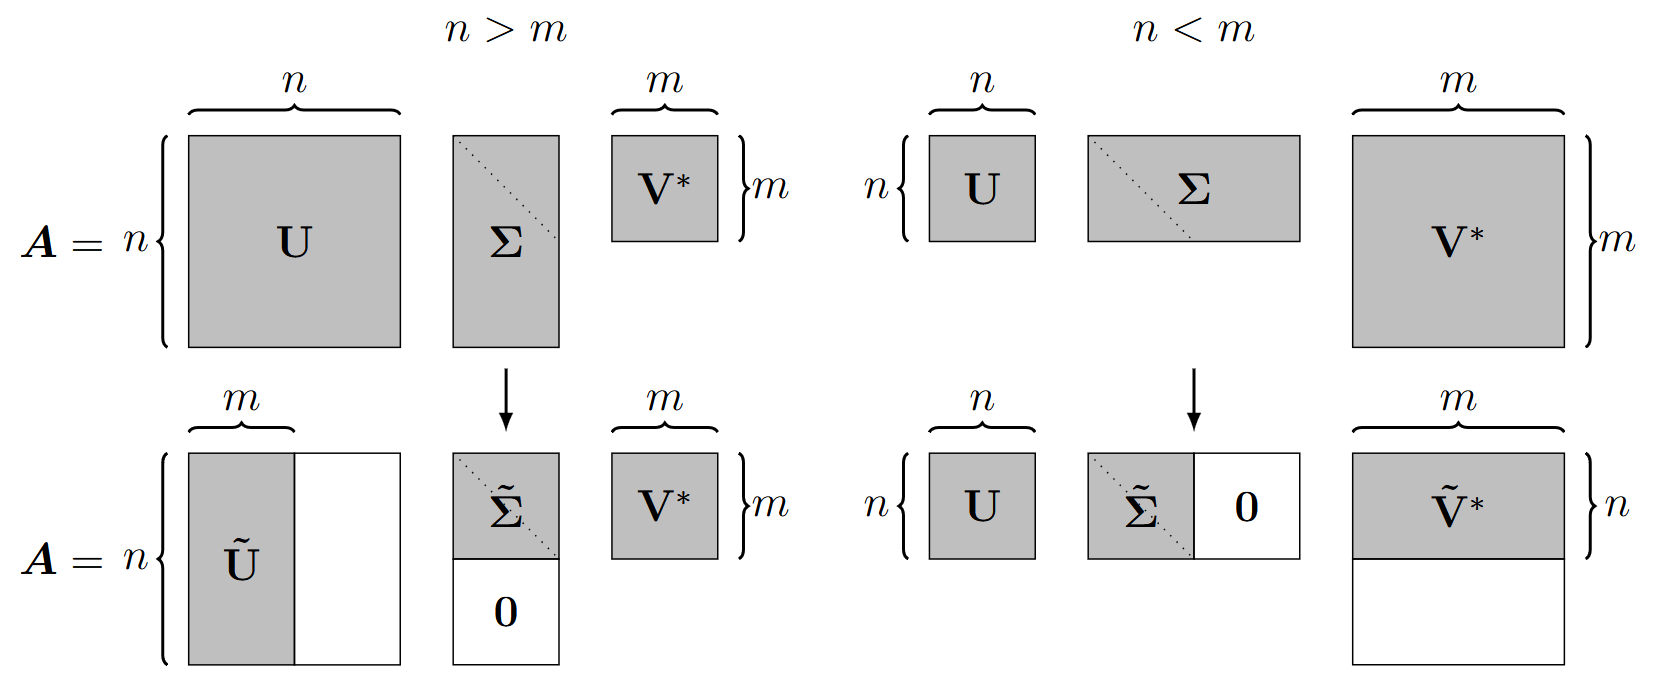 n > m n < m
n m n m
A = n U Σ V* m n U Σ V* m
m m n m
A = n Ũ Σ̃ V* m n U Σ̃ 0 Ṽ* n
0